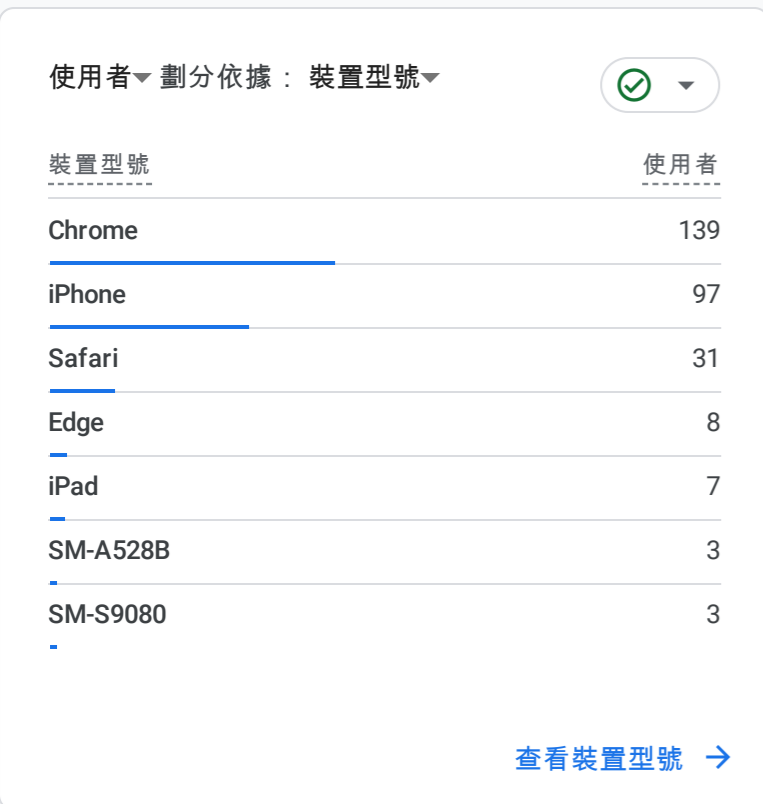 使用者 劃分依據： 裝置型號
裝置型號 使用者
Chrome 139
iPhone 97
Safari 31
Edge 8
iPad 7
SM-A528B 3
SM-S9080 3
查看裝置型號